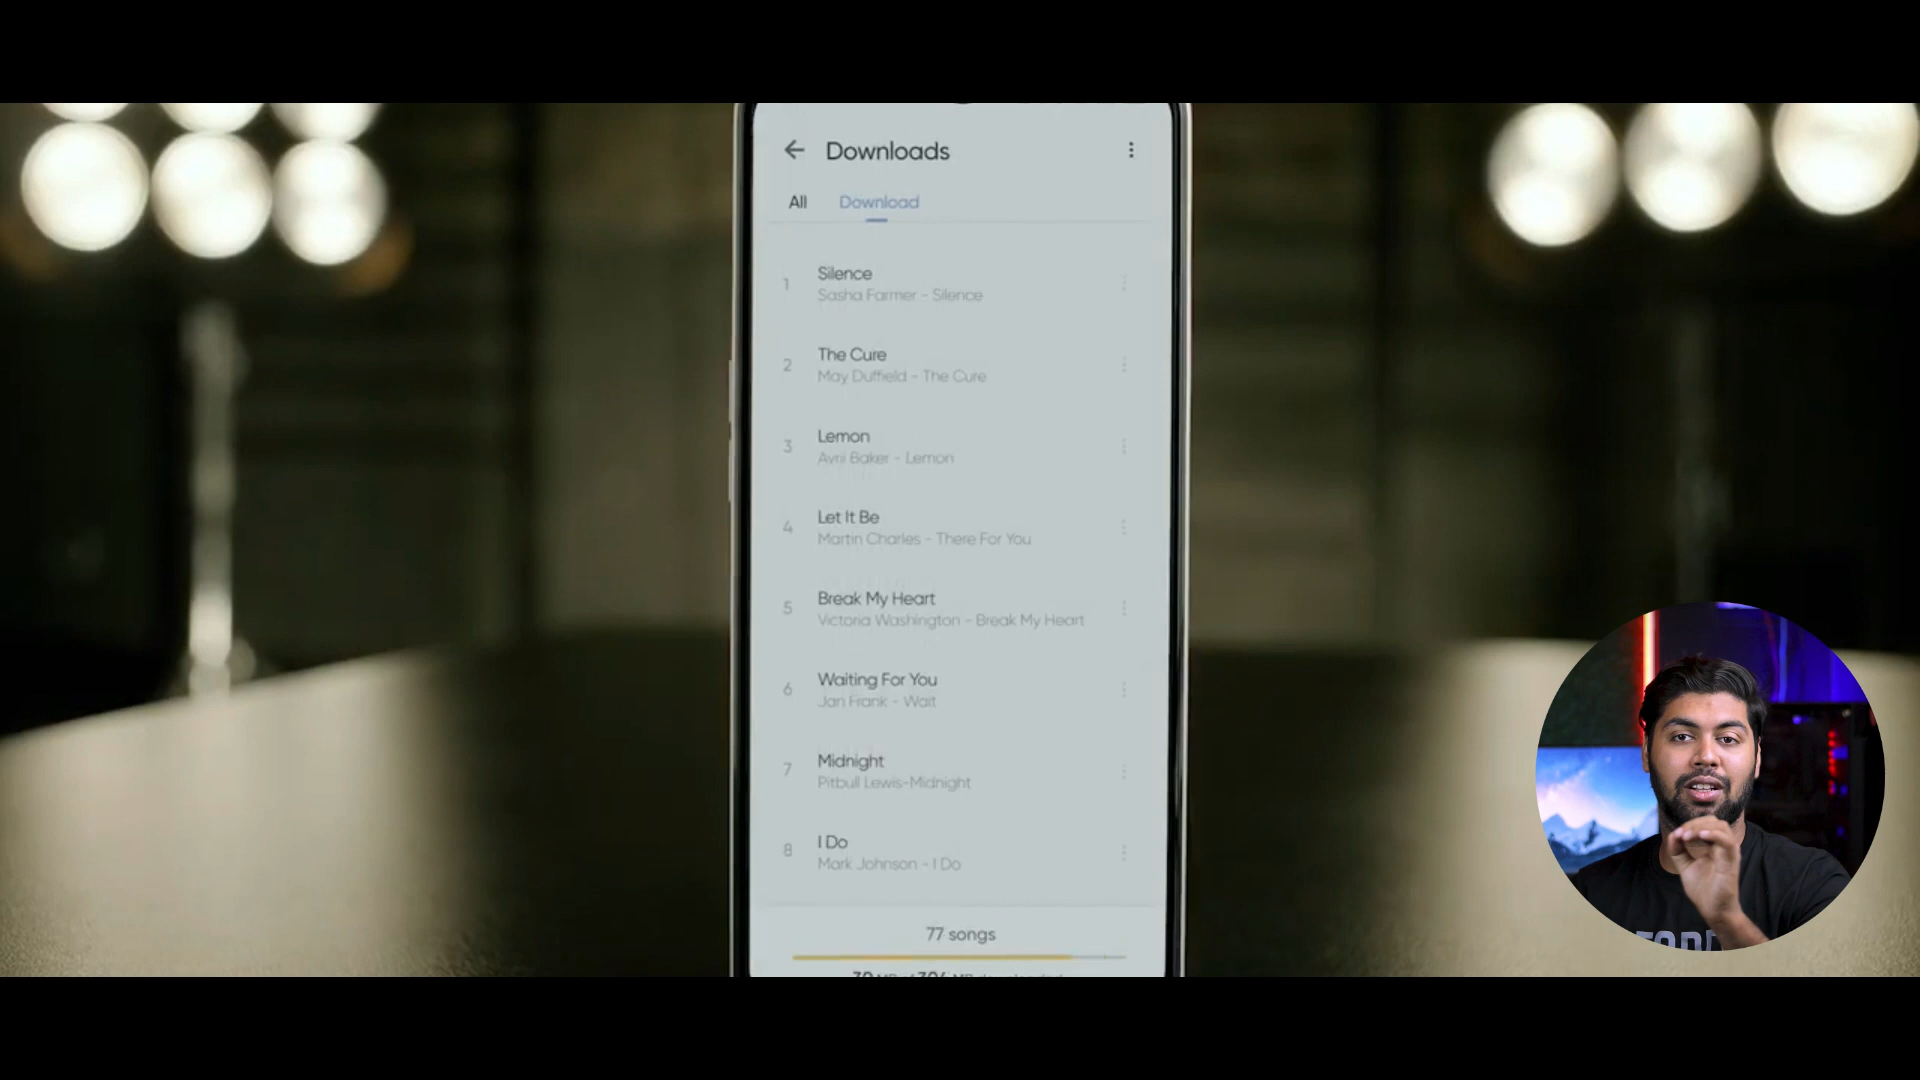 Downloads
All Download
1 Silence
Sasha Farmer - Silence
2 The Cure
May Duffield - The Cure
3 Lemon
Avril Baker - Lemon
4 Let It Be
Martin Charles - There For You
5 Break My Heart
Victoria Washington - Break My Heart
6 Waiting For You
Jan Frank - Wait
7 Midnight
Pitbull Lewis-Midnight
8 I Do
Mark Johnson - I Do
77 songs